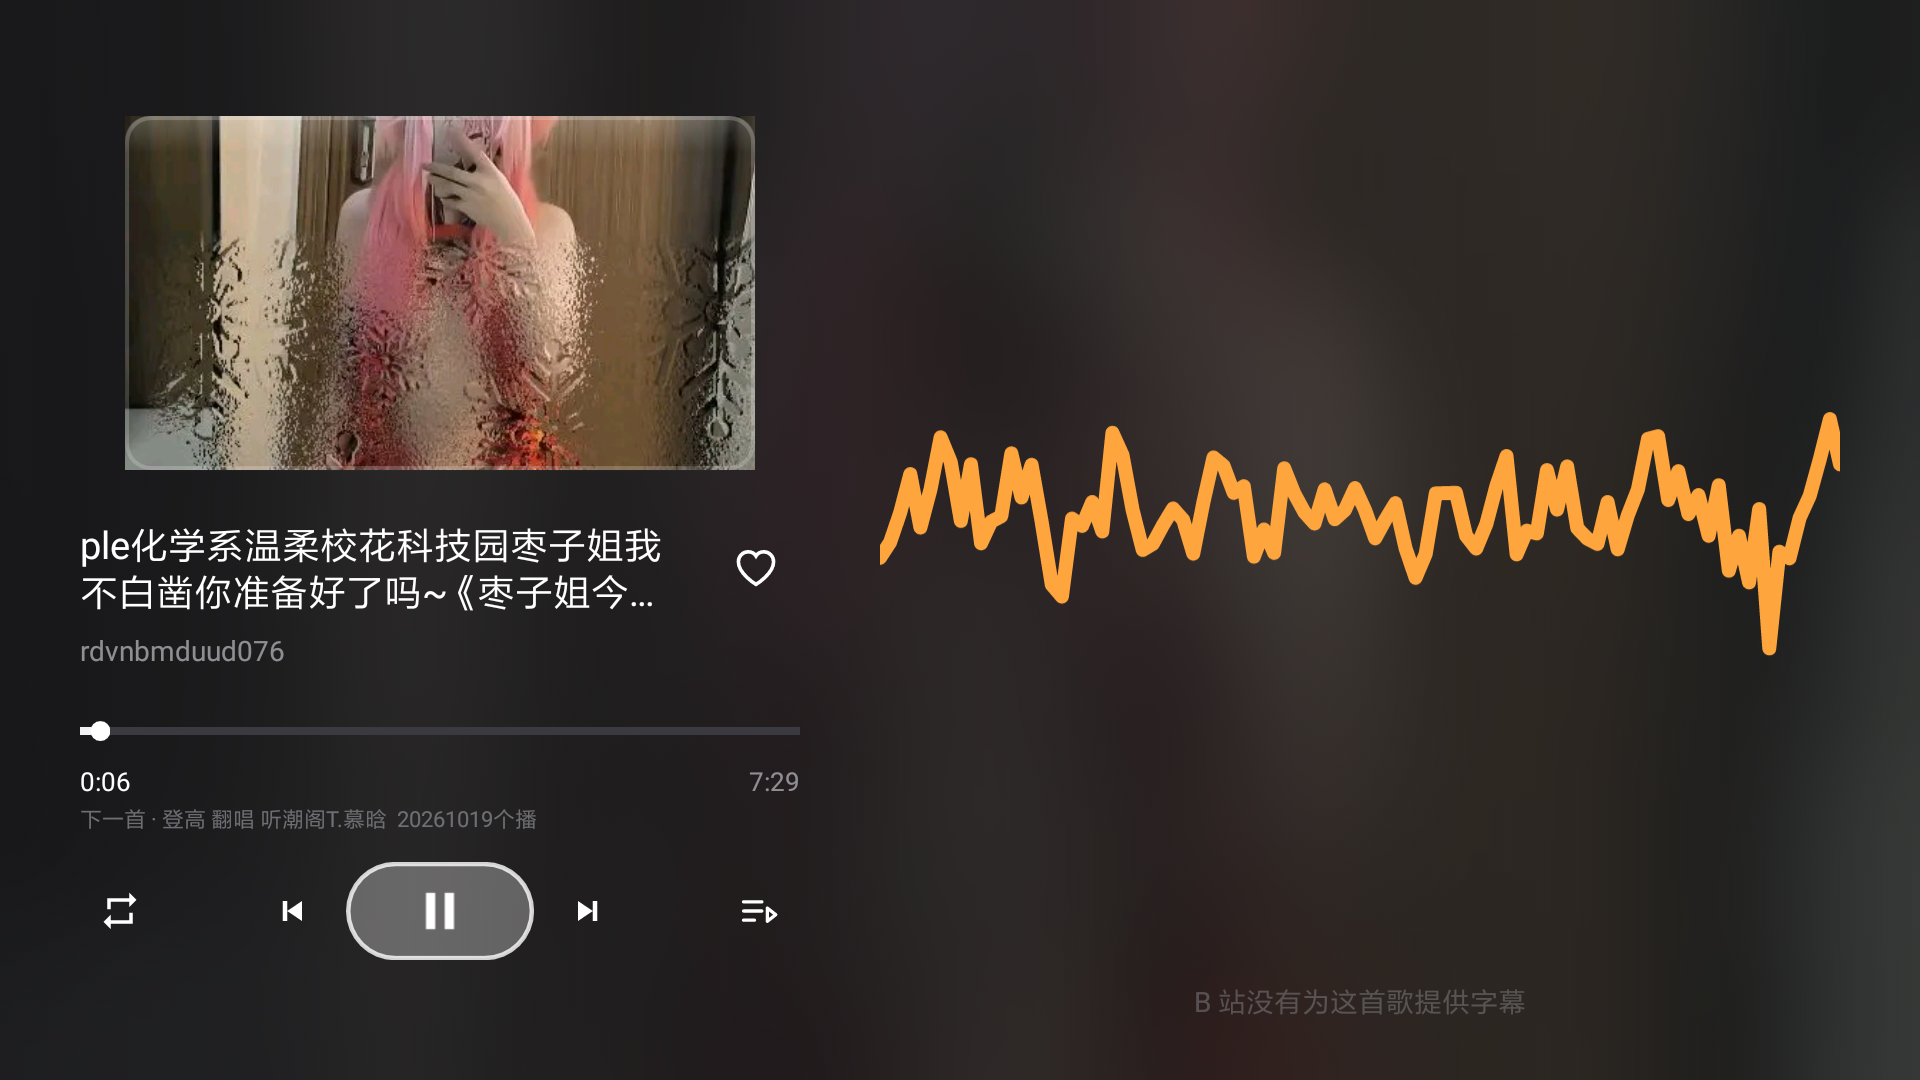 ple化学系温柔校花科技园枣子姐我
不白凿你准备好了吗~《枣子姐今...
rdvnbmduud076
0:06
7:29
下一首 · 登高 翻唱 听潮阁T.慕晗 20261019个播
B 站没有为这首歌提供字幕